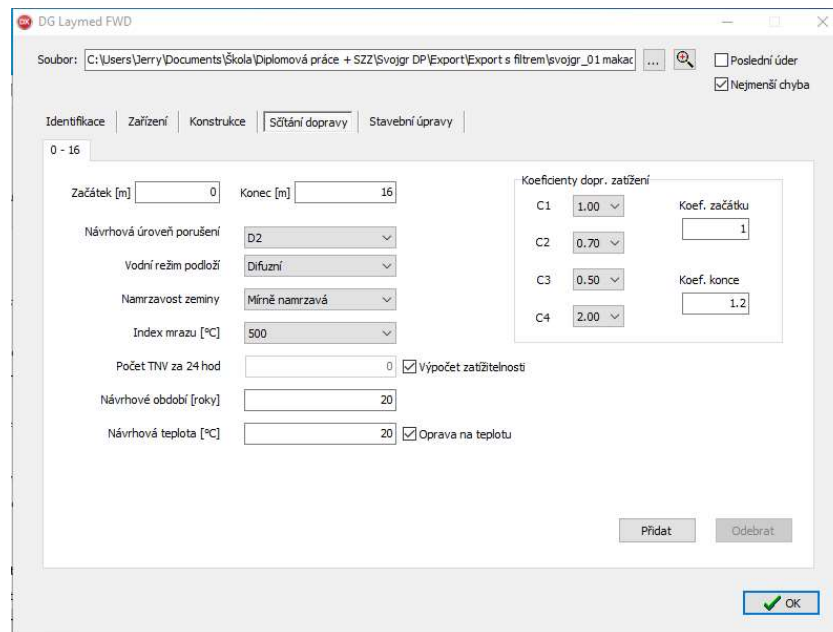 DG Laymed FWD
Soubor: C:\Users\Jerry\Documents\Škola\Diplomová práce + SZZ\Svojgr DP\Export\Export s filtrem\svojgr_01 makac ...
Poslední úder
Nejmenší chyba
Identifikace Zařízení Konstrukce Sčítání dopravy Stavební úpravy
0 - 16
Začátek [m] 0 Konec [m] 16
Návrhová úroveň porušení D2
Vodní režim podloží Difuzní
Namrzavost zeminy Mírně namrzavá
Index mrazu [°C] 500
Počet TNV za 24 hod 0 Výpočet zatížitelnosti
Návrhové období [roky] 20
Návrhová teplota [°C] 20 Oprava na teplotu
Koeficienty dopr. zatížení
C1 1.00
C2 0.70
C3 0.50
C4 2.00
Koef. začátku
1
Koef. konce
1.2
Přidat Odebrat
OK